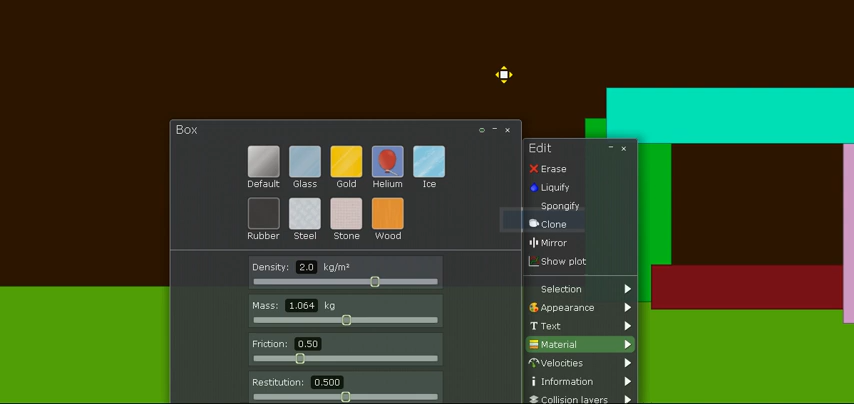 Box
Default Glass Gold Helium Ice
Rubber Steel Stone Wood
Density: 2.0 kg/m²
Mass: 1.064 kg
Friction: 0.50
Restitution: 0.500
Edit
Erase
Liquify
Spongify
Clone
Mirror
Show plot
Selection
Appearance
Text
Material
Velocities
Information
Collision layers